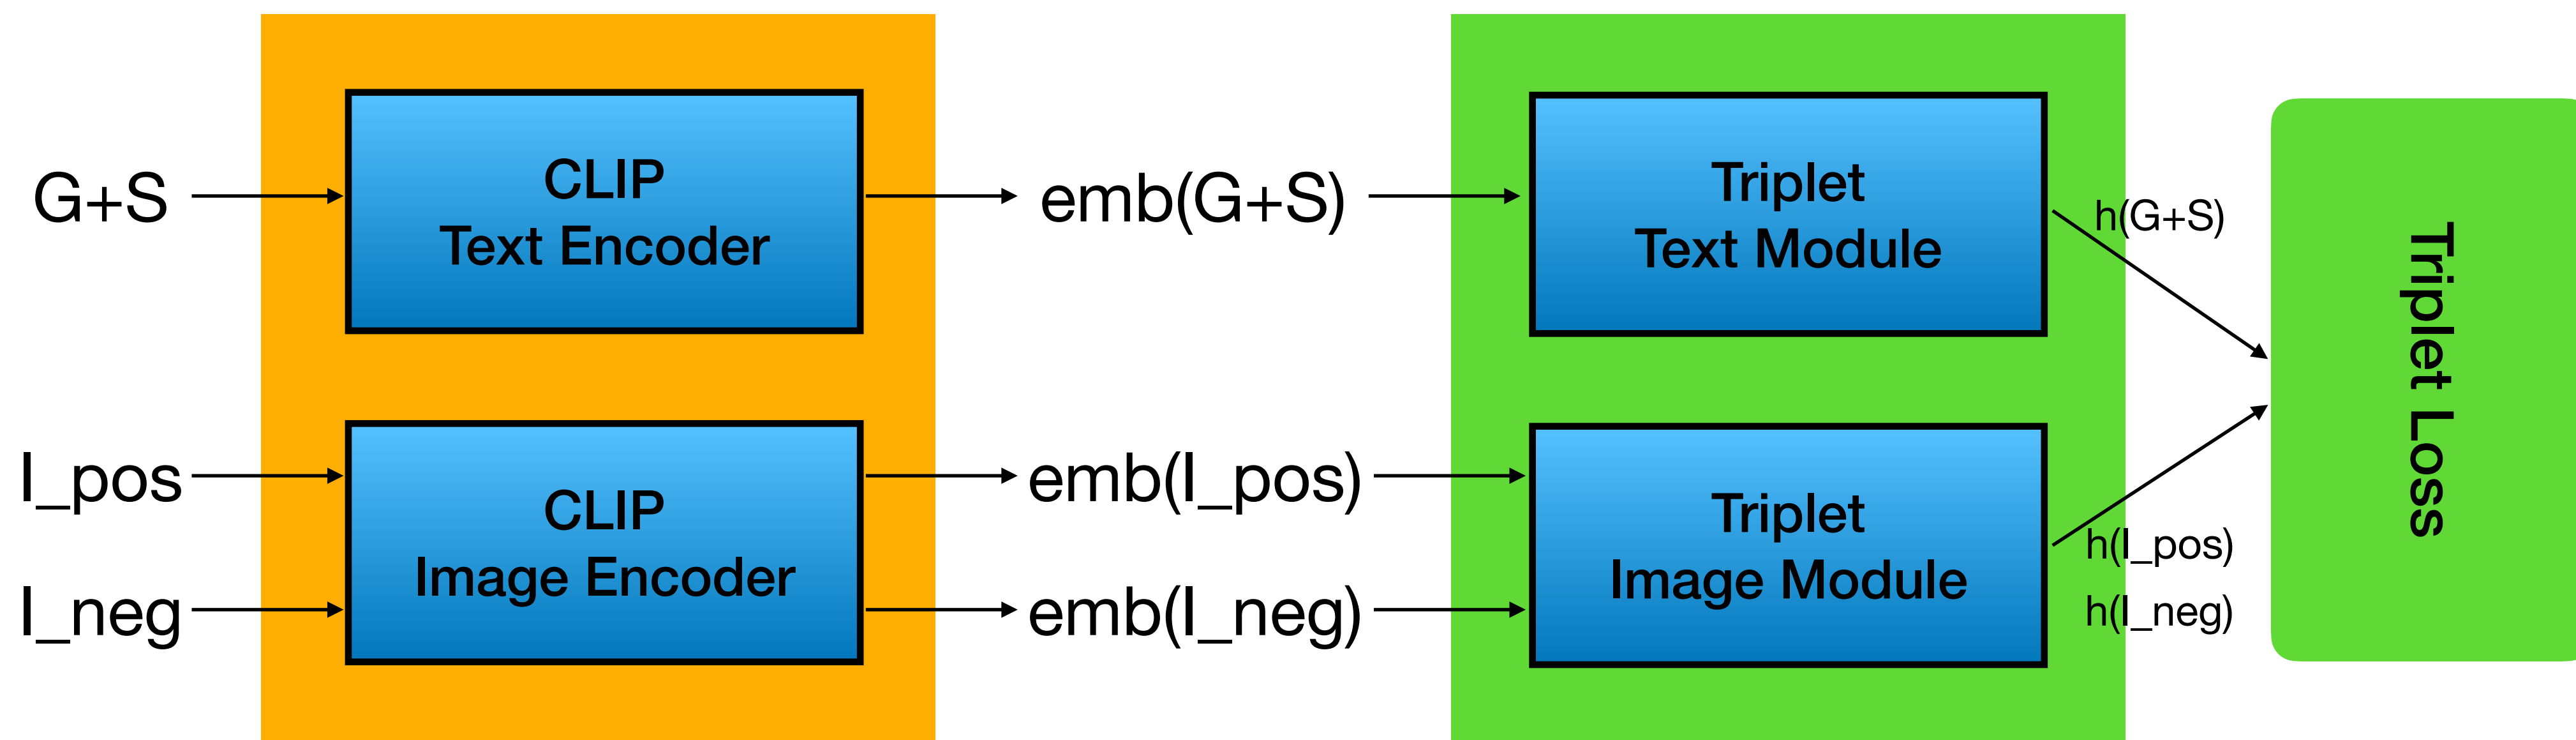 G+S
CLIP
Text Encoder
emb(G+S)
Triplet
Text Module
h(G+S)
I_pos
I_neg
CLIP
Image Encoder
emb(I_pos)
emb(I_neg)
Triplet
Image Module
h(I_pos)
h(I_neg)
Triplet Loss